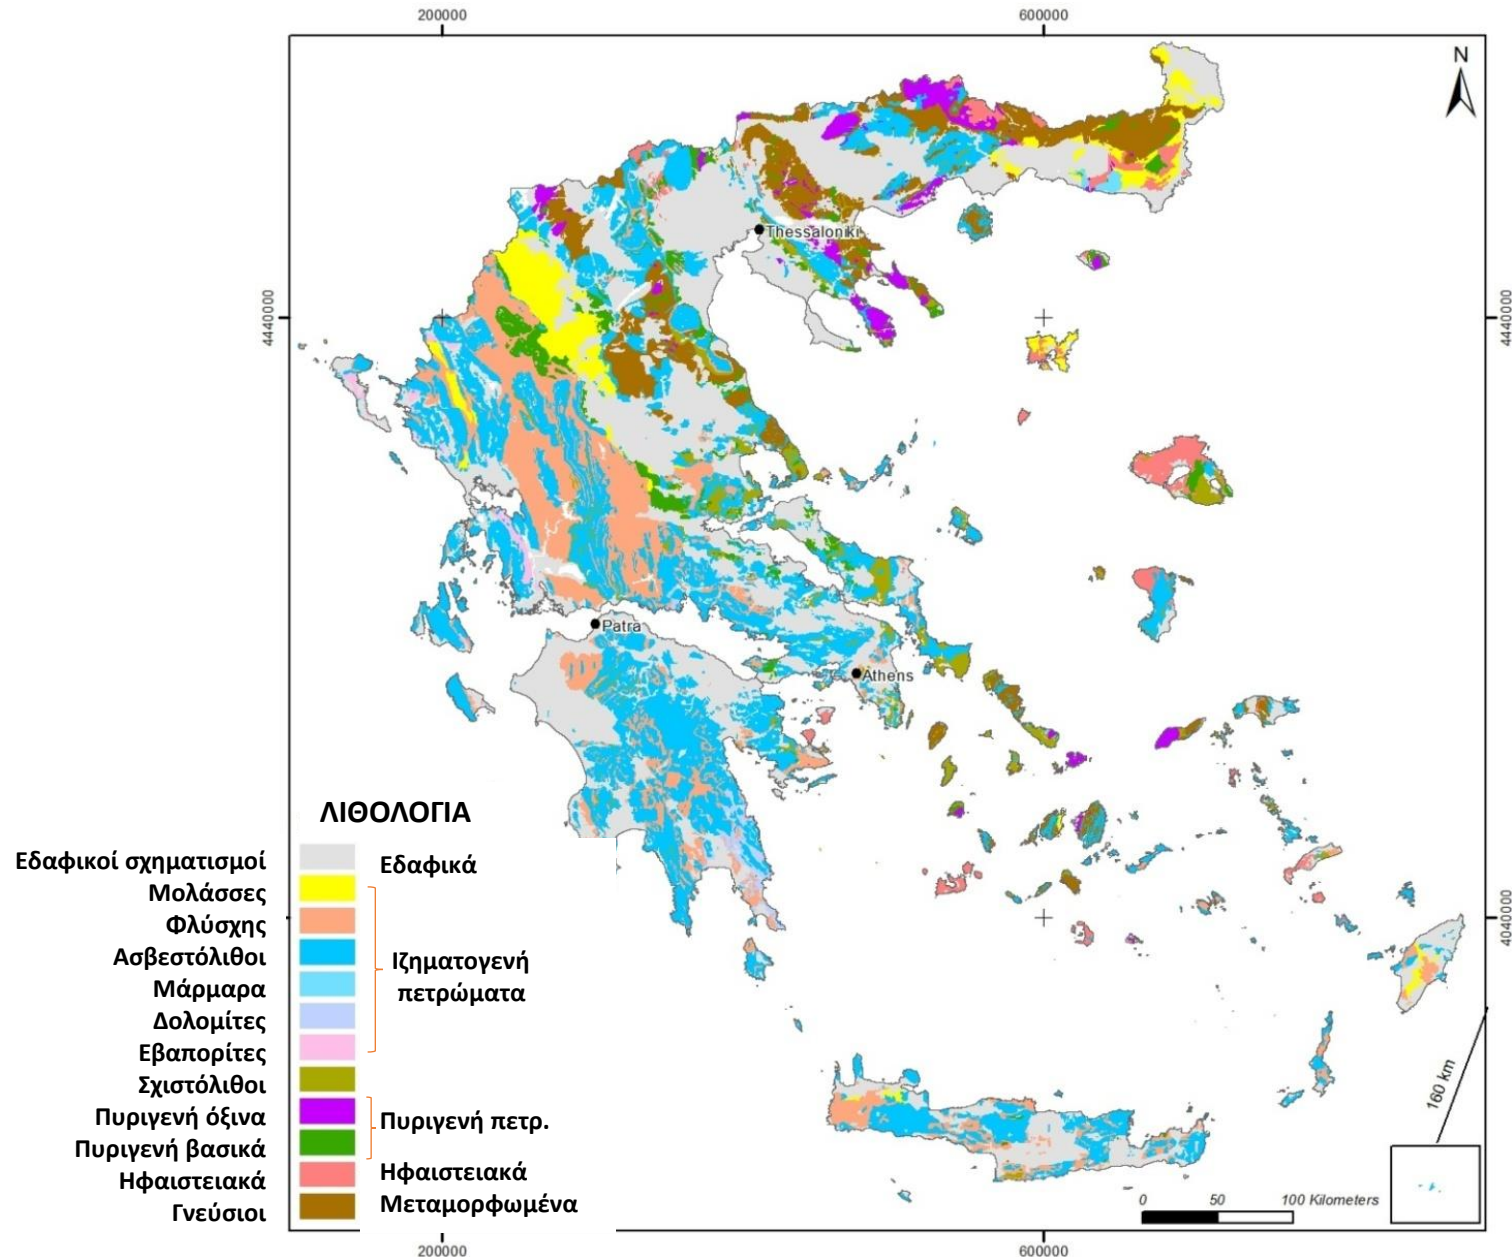 200000
600000
N
4440000
4440000
Thessaloniki
Patra
Athens
ΛΙΘΟΛΟΓΙΑ
Εδαφικοί σχηματισμοί
Εδαφικά
Μολάσσες
Φλύσχης
Ασβεστόλιθοι
Ιζηματογενή
πετρώματα
Μάρμαρα
Δολομίτες
Εβαπορίτες
Σχιστόλιθοι
Πυριγενή όξινα
Πυριγενή πετρ.
Πυριγενή βασικά
Ηφαιστειακά
Ηφαιστειακά
Γνεύσιοι
Μεταμορφωμένα
4040000
160 km
0 50 100 Kilometers
200000
600000